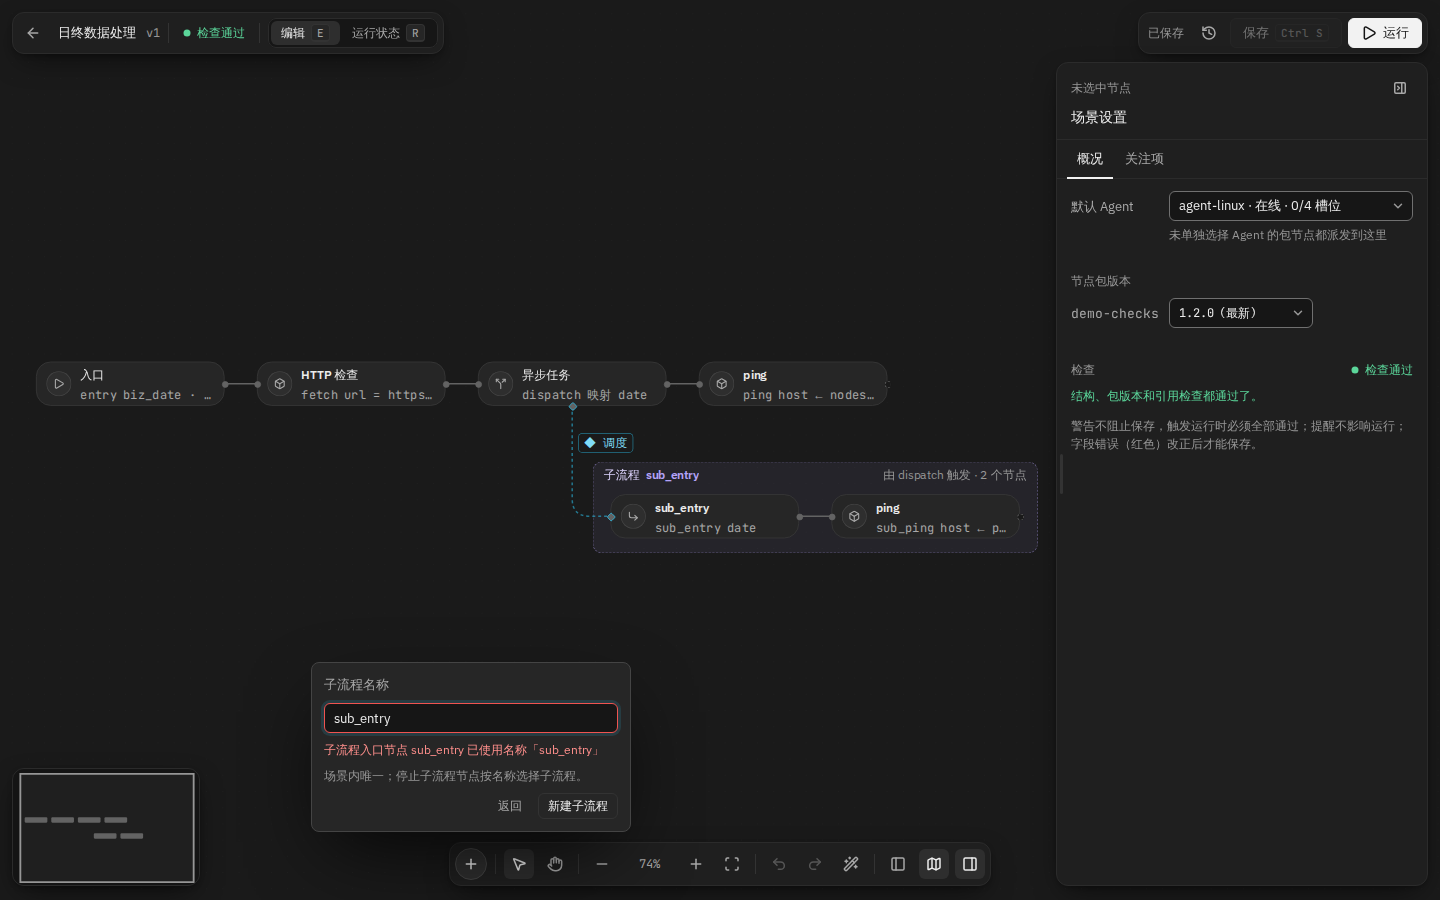 日终数据处理 v1 检查通过 编辑 E 运行状态 R
已保存 保存 Ctrl S 运行
未选中节点
场景设置
概况 关注项
默认 Agent agent-linux · 在线 · 0/4 槽位
未单独选择 Agent 的包节点都派发到这里
节点包版本
demo-checks 1.2.0 (最新)
检查 检查通过
结构、包版本和引用检查都通过了。
警告不阻止保存，触发运行时必须全部通过；提醒不影响运行；
字段错误（红色）改正后才能保存。
入口
entry biz_date · …
HTTP 检查
fetch url = https…
异步任务
dispatch 映射 date
ping
ping host ← nodes…
调度
子流程 sub_entry 由 dispatch 触发 · 2 个节点
sub_entry
sub_entry date
ping
sub_ping host ← p…
子流程名称
sub_entry
子流程入口节点 sub_entry 已使用名称「sub_entry」
场景内唯一；停止子流程节点按名称选择子流程。
返回 新建子流程
74%